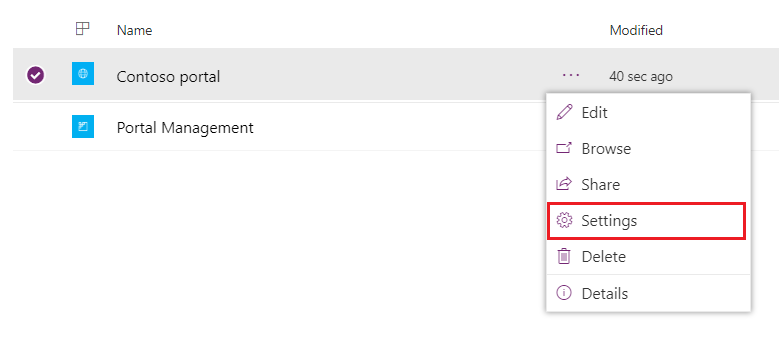 Name Modified
Contoso portal ... 40 sec ago
Portal Management
Edit
Browse
Share
Settings
Delete
Details